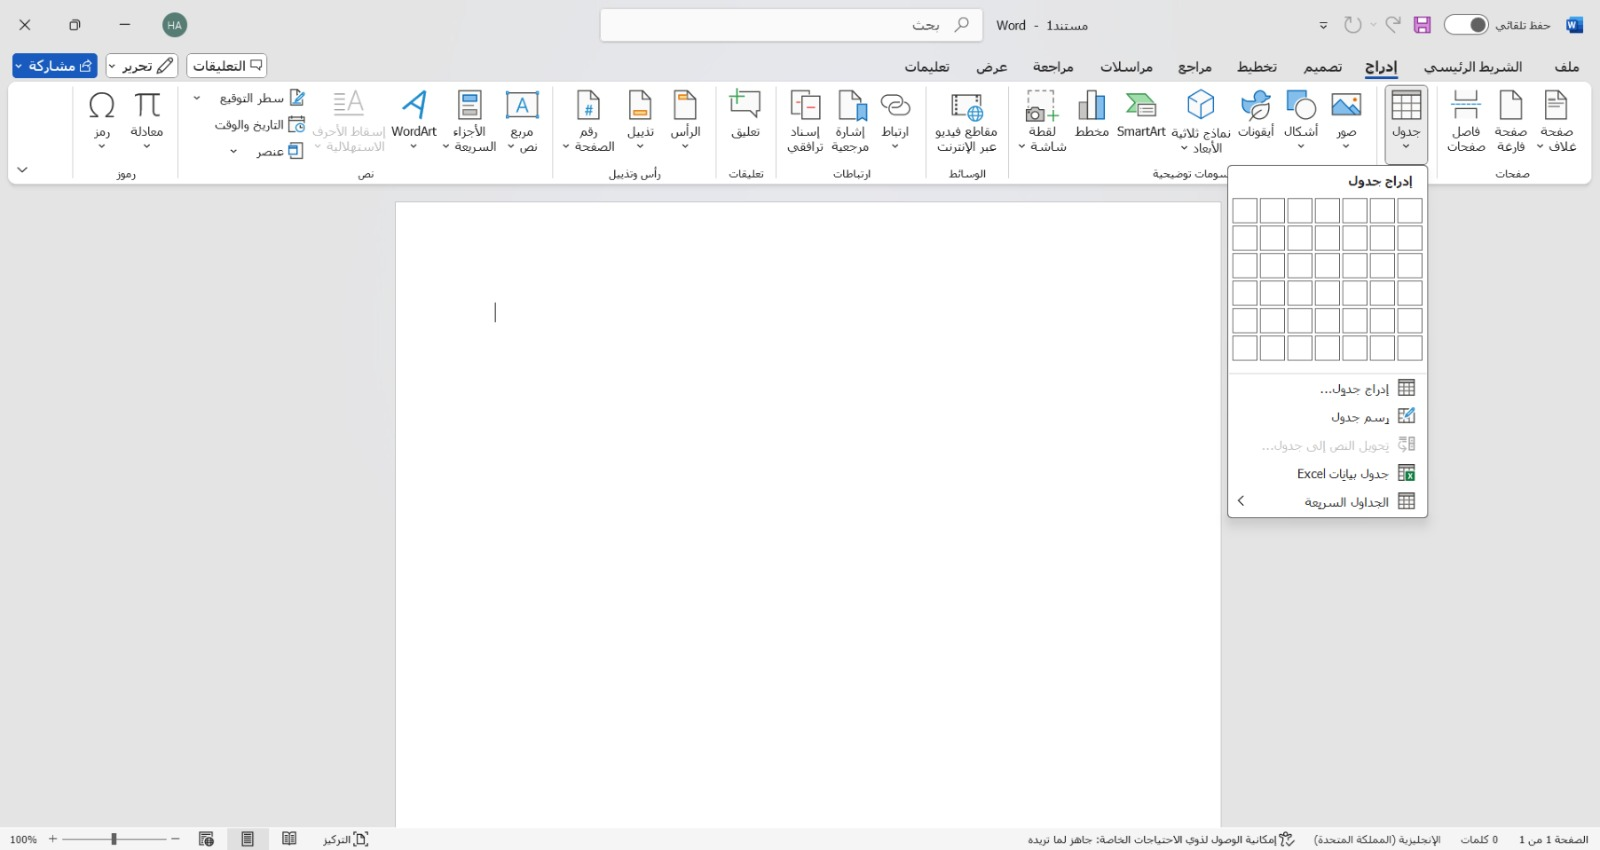 حفظ تلقائي
مستند1 - Word
بحث
HA
ملف
الشريط الرئيسي
إدراج
تصميم
تخطيط
مراجع
مراسلات
مراجعة
عرض
تعليمات
التعليقات
تحرير
مشاركة
صفحة
غلاف
صفحة
فارغة
فاصل
صفحات
صفحات
جدول
صور
أشكال
أيقونات
نماذج ثلاثية
الأبعاد
SmartArt
مخطط
لقطة
شاشة
سومات توضيحية
مقاطع فيديو
عبر الإنترنت
الوسائط
ارتباط
إشارة
مرجعية
إسناد
ترافقي
ارتباطات
تعليق
تعليقات
الرأس
تذييل
رقم
الصفحة
رأس وتذييل
مربع
نص
الأجزاء
السريعة
WordArt
إسقاط الأحرف
الاستهلالية
سطر التوقيع
التاريخ والوقت
عنصر
نص
معادلة
رمز
رموز
إدراج جدول
إدراج جدول...
رسم جدول
تحويل النص إلى جدول...
جدول بيانات Excel
الجداول السريعة
الصفحة 1 من 1
0 كلمات
الإنجليزية (المملكة المتحدة)
إمكانية الوصول لذوي الاحتياجات الخاصة: جاهز لما نريده
التركيز
100%